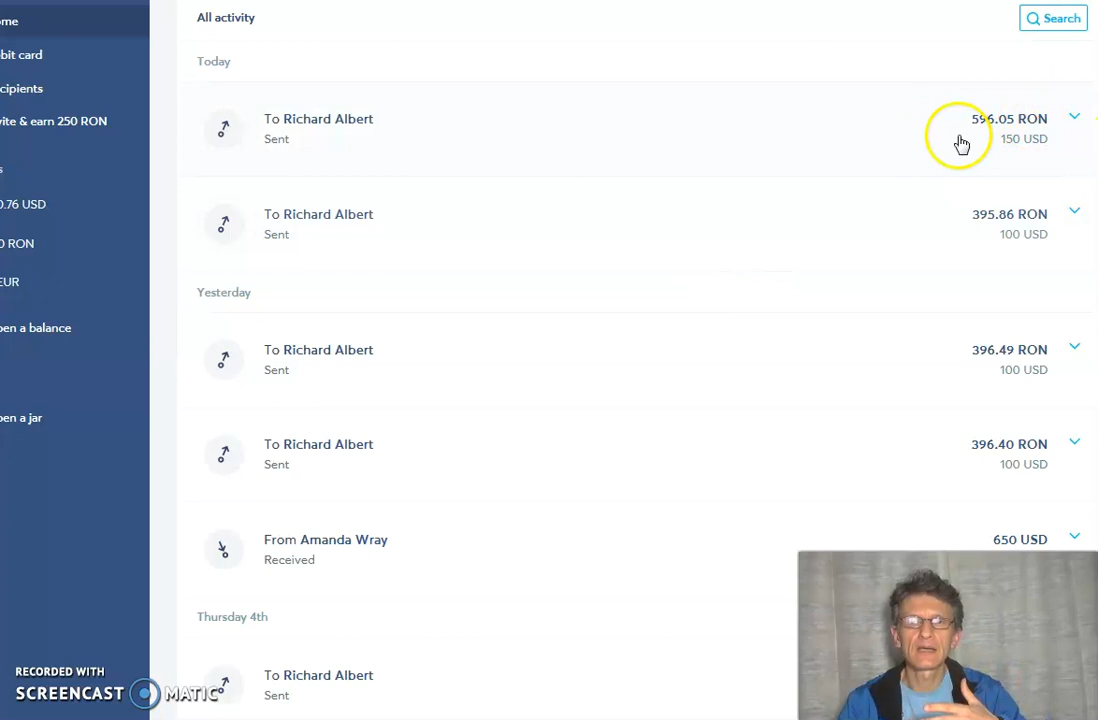 All activity
Search
Today
To Richard Albert
596.05 RON
Sent
150 USD
To Richard Albert
395.86 RON
Sent
100 USD
Yesterday
To Richard Albert
396.49 RON
Sent
100 USD
To Richard Albert
396.40 RON
Sent
100 USD
From Amanda Wray
650 USD
Received
Thursday 4th
To Richard Albert
Sent
ome
bit card
cipients
vite & earn 250 RON
s
0.76 USD
0 RON
EUR
pen a balance
pen a jar
RECORDED WITH
SCREENCAST MATIC